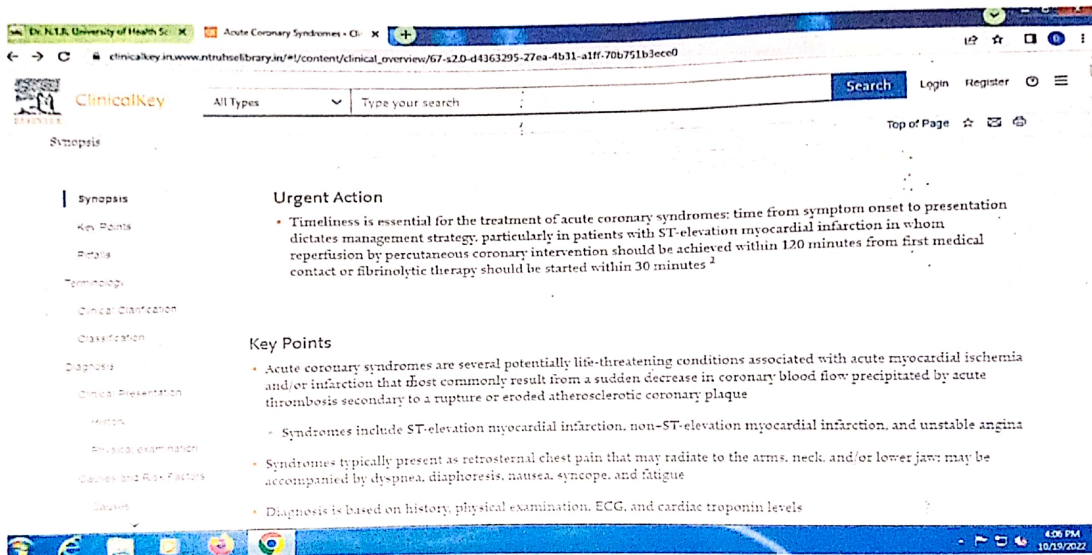 Dr. N.T.R. University of Health Sc
Acute Coronary Syndromes - Cl
clinicalkey.in.www.ntruhselibrary.in/#!/content/clinical_overview/67-s2.0-d4363295-27ea-4b31-a1ff-70b751b3ece0
ELSEVIER
ClinicalKey
All Types
Type your search
Search
Login
Register
Top of Page
Synopsis
Synopsis
Key Points
Pitfalls
Terminology
Clinical Clarification
Classification
Diagnosis
Clinical Presentation
History
Physical examination
Causes and Risk Factors
Causes
Urgent Action
• Timeliness is essential for the treatment of acute coronary syndromes; time from symptom onset to presentation
dictates management strategy, particularly in patients with ST-elevation myocardial infarction in whom
reperfusion by percutaneous coronary intervention should be achieved within 120 minutes from first medical
contact or fibrinolytic therapy should be started within 30 minutes ²
Key Points
• Acute coronary syndromes are several potentially life-threatening conditions associated with acute myocardial ischemia
and/or infarction that most commonly result from a sudden decrease in coronary blood flow precipitated by acute
thrombosis secondary to a rupture or eroded atherosclerotic coronary plaque
◦ Syndromes include ST-elevation myocardial infarction, non–ST-elevation myocardial infarction, and unstable angina
• Syndromes typically present as retrosternal chest pain that may radiate to the arms, neck, and/or lower jaw; may be
accompanied by dyspnea, diaphoresis, nausea, syncope, and fatigue
• Diagnosis is based on history, physical examination, ECG, and cardiac troponin levels
4:06 PM
10/19/2022